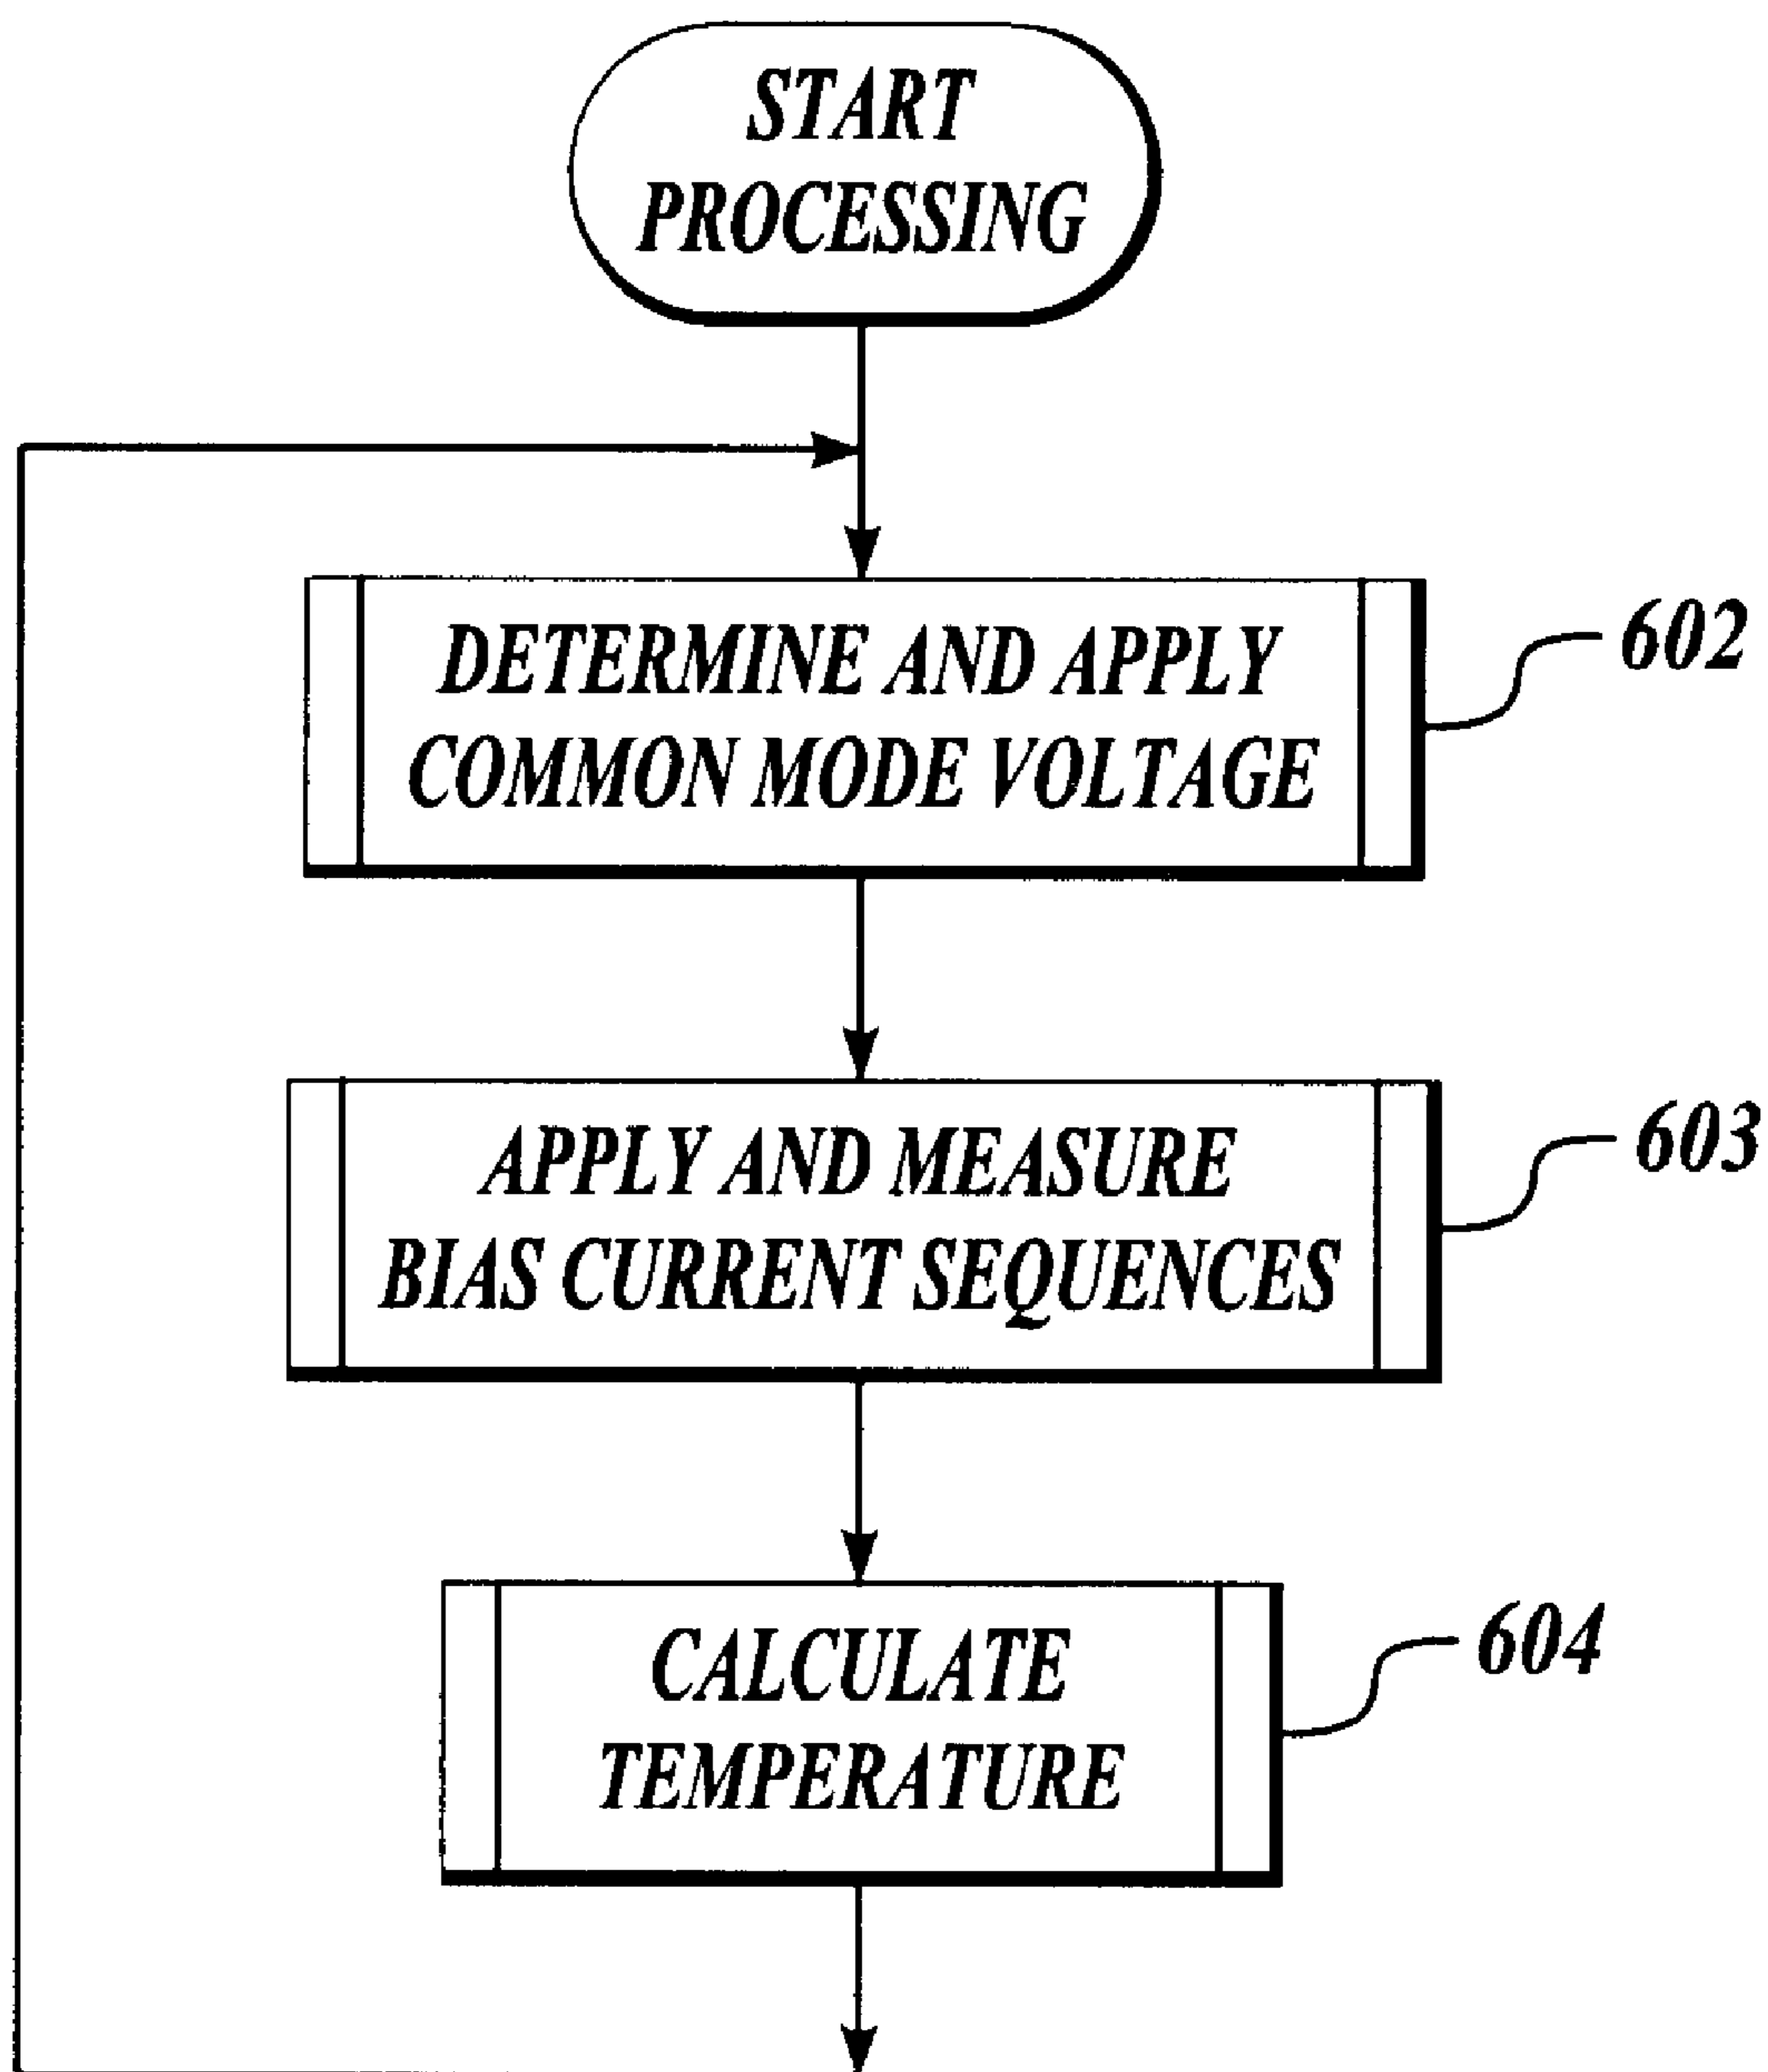 START
PROCESSING
DETERMINE AND APPLY
COMMON MODE VOLTAGE
602
APPLY AND MEASURE
BIAS CURRENT SEQUENCES
603
CALCULATE
TEMPERATURE
604